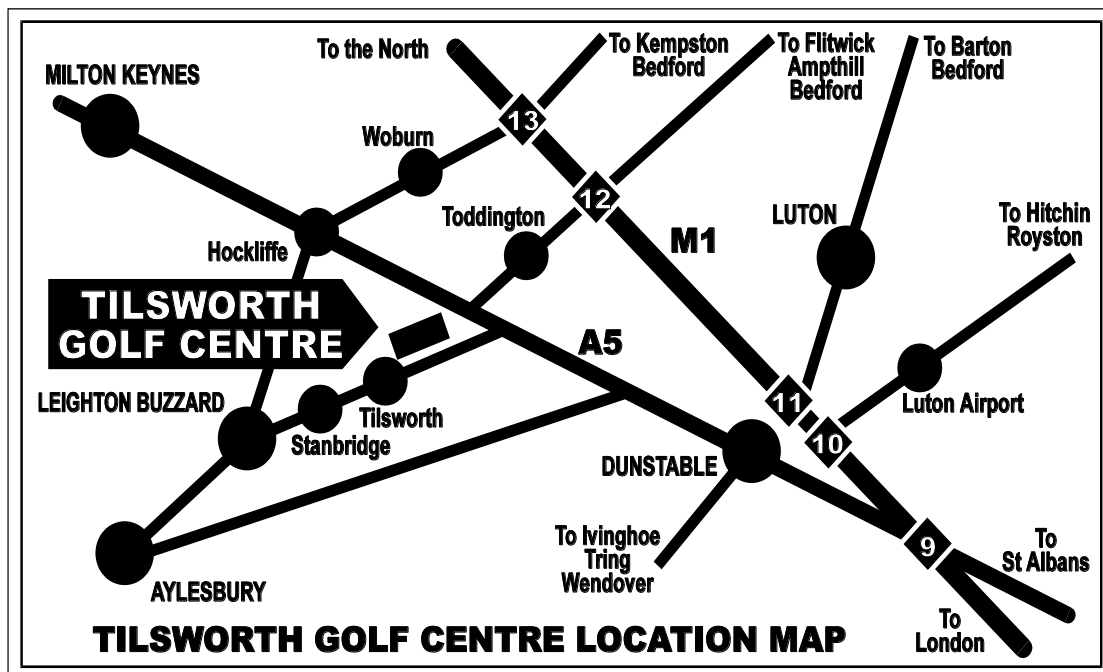 To the North
To Kempston
Bedford
To Flitwick
Ampthill
Bedford
To Barton
Bedford
MILTON KEYNES
13
Woburn
12
Toddington
LUTON
To Hitchin
Royston
Hockliffe
M1
TILSWORTH
GOLF CENTRE
A5
LEIGHTON BUZZARD
Tilsworth
Stanbridge
11
Luton Airport
10
DUNSTABLE
To Ivinghoe
Tring
Wendover
9
To
St Albans
AYLESBURY
To
London
TILSWORTH GOLF CENTRE LOCATION MAP